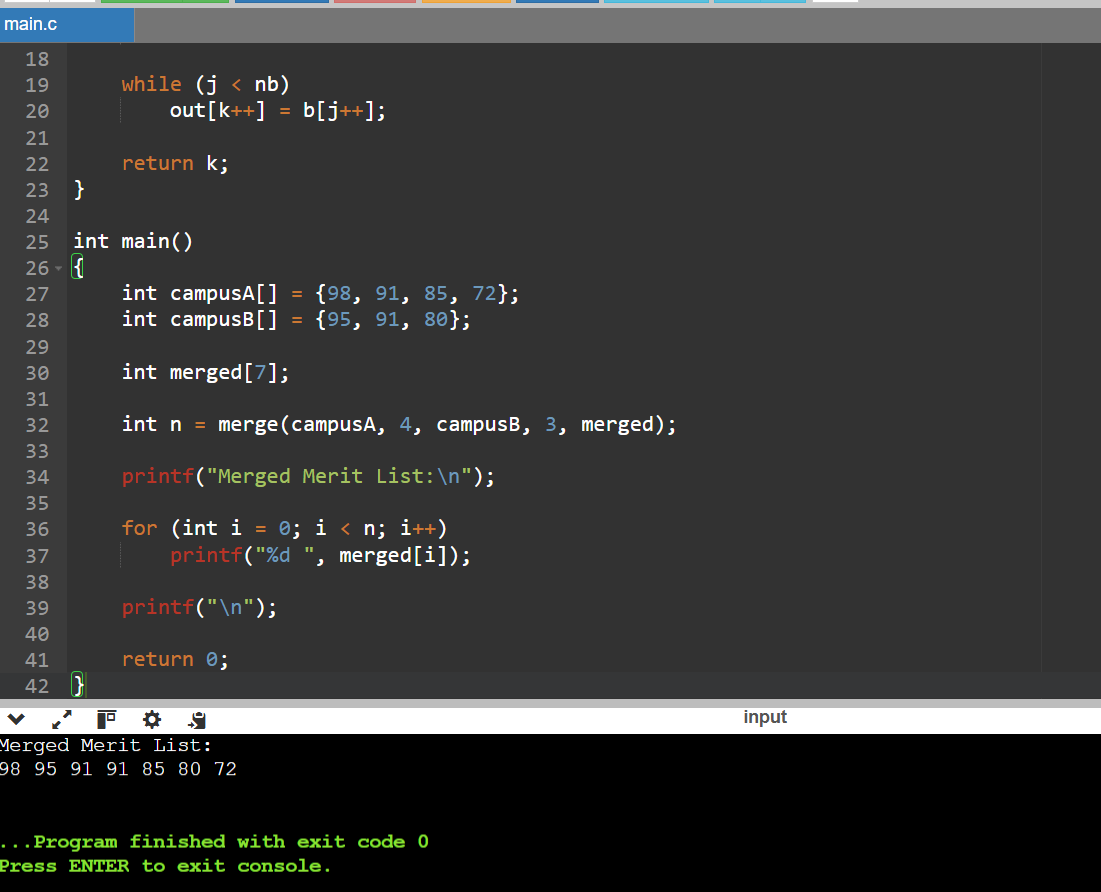 main.c
18
19 while (j < nb)
20 out[k++] = b[j++];
21
22 return k;
23 }
24
25 int main()
26 {
27 int campusA[] = {98, 91, 85, 72};
28 int campusB[] = {95, 91, 80};
29
30 int merged[7];
31
32 int n = merge(campusA, 4, campusB, 3, merged);
33
34 printf("Merged Merit List:\n");
35
36 for (int i = 0; i < n; i++)
37 printf("%d ", merged[i]);
38
39 printf("\n");
40
41 return 0;
42 }
input
Merged Merit List:
98 95 91 91 85 80 72
...Program finished with exit code 0
Press ENTER to exit console.